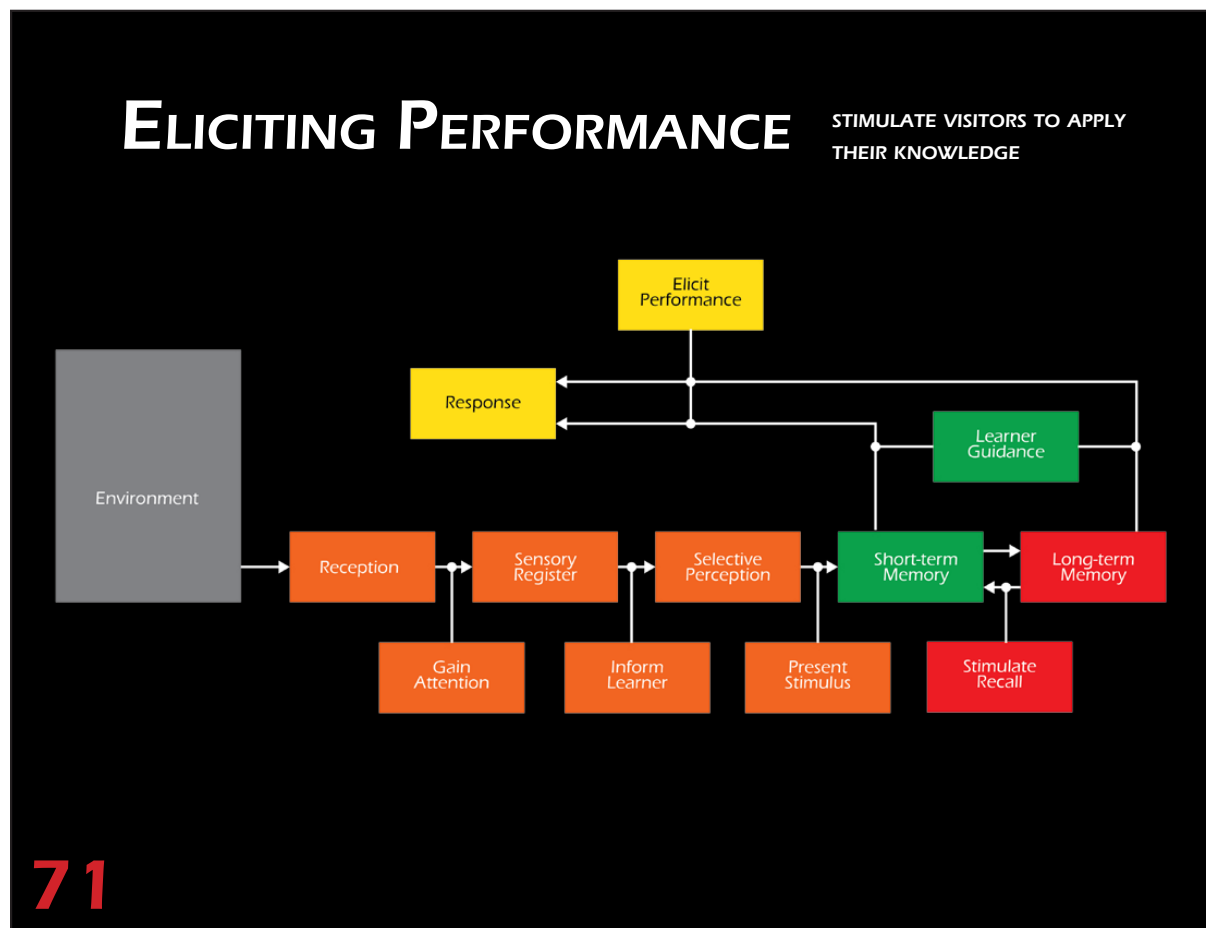 ELICITING PERFORMANCE
STIMULATE VISITORS TO APPLY
THEIR KNOWLEDGE
Elicit
Performance
Response
Learner
Guidance
Environment
Reception
Sensory
Register
Selective
Perception
Short-term
Memory
Long-term
Memory
Gain
Attention
Inform
Learner
Present
Stimulus
Stimulate
Recall
71